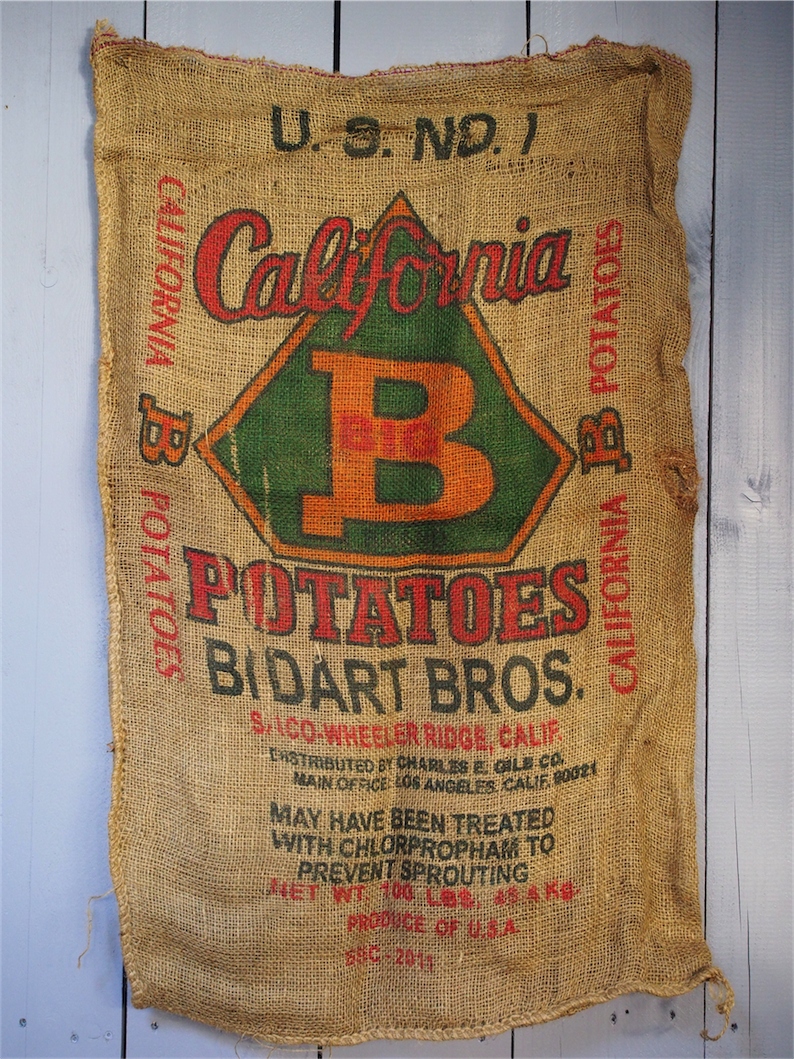 U. S. NO. 1
California
B
BIG
POTATOES
BIDART BROS.
WHEELER RIDGE, CALIF.
DISTRIBUTED BY CHARLES E. GILB CO.
MAIN OFFICE LOS ANGELES, CALIF. 90021
MAY HAVE BEEN TREATED
WITH CHLORPROPHAM TO
PREVENT SPROUTING
NET WT 100 LBS. 45.4 KG.
PRODUCE OF U.S.A.
2011
CALIFORNIA
B
POTATOES
POTATOES
B
CALIFORNIA